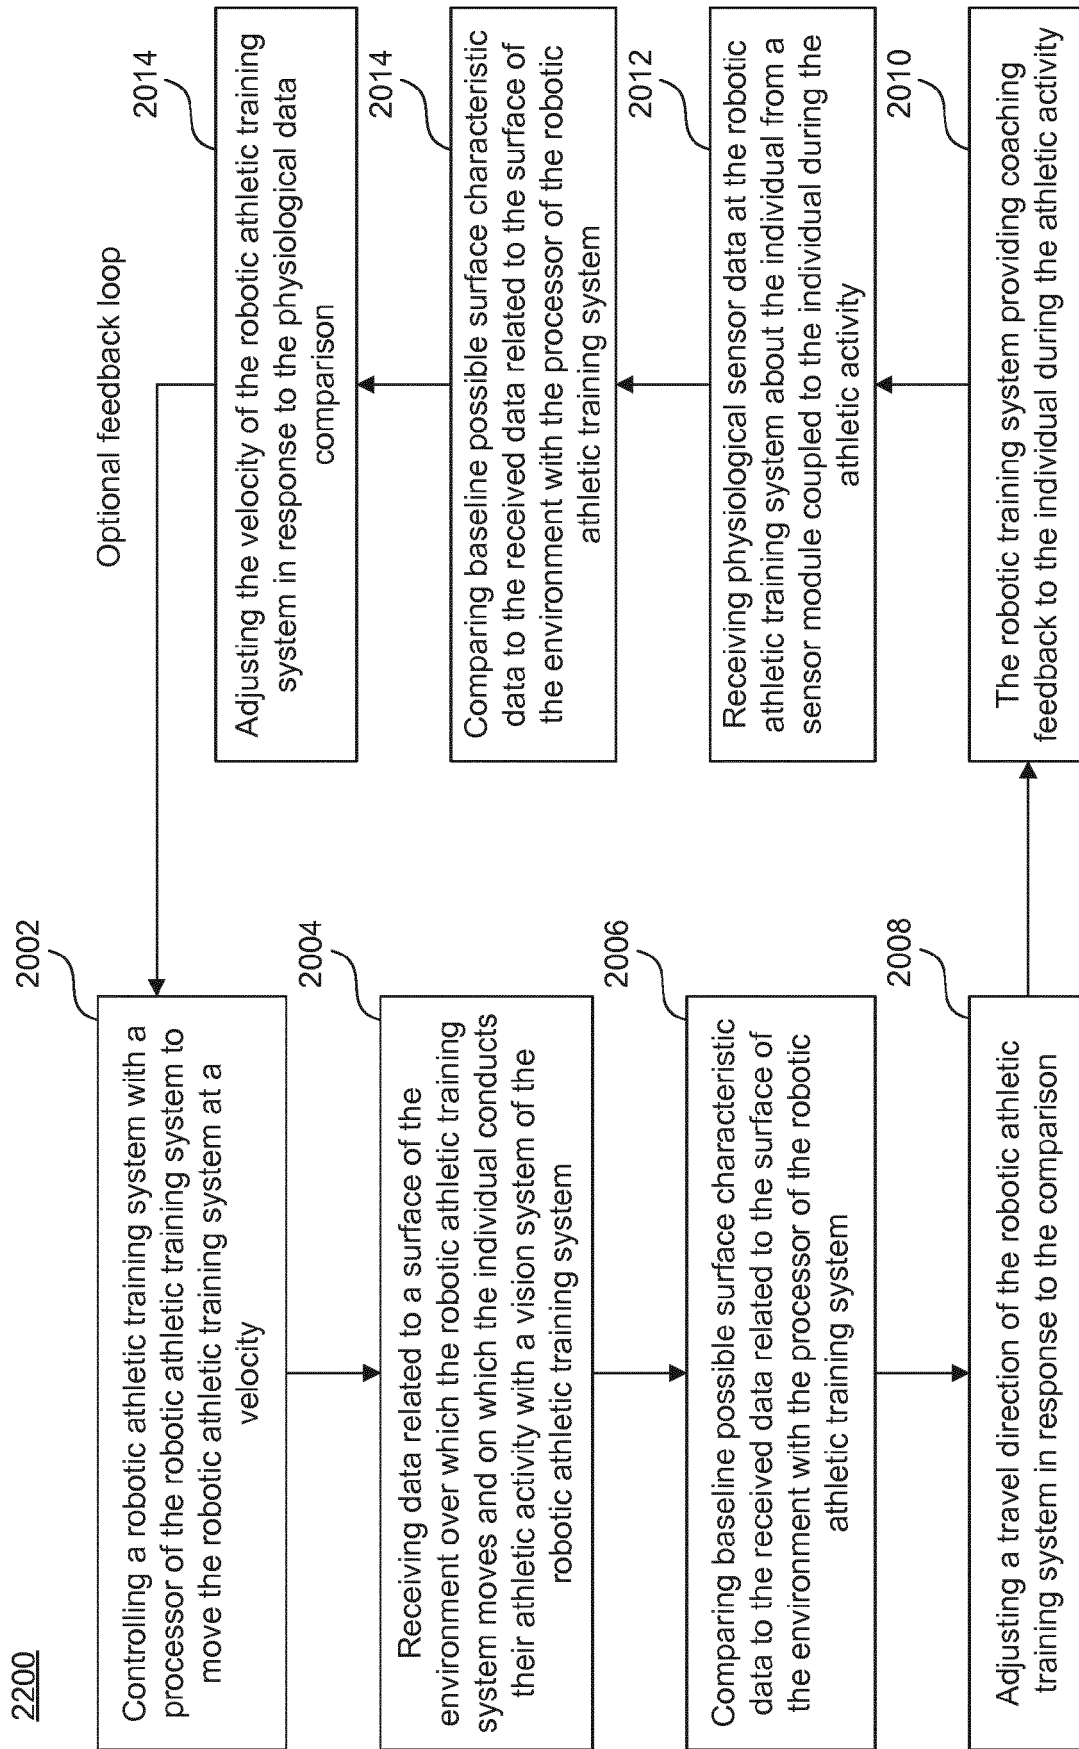 2200
2002
Controlling a robotic athletic training system with a
processor of the robotic athletic training system to
move the robotic athletic training system at a
velocity
2004
Receiving data related to a surface of the
environment over which the robotic athletic training
system moves and on which the individual conducts
their athletic activity with a vision system of the
robotic athletic training system
2006
Comparing baseline possible surface characteristic
data to the received data related to the surface of
the environment with the processor of the robotic
athletic training system
2008
Adjusting a travel direction of the robotic athletic
training system in response to the comparison
2010
The robotic training system providing coaching
feedback to the individual during the athletic activity
2012
Receiving physiological sensor data at the robotic
athletic training system about the individual from a
sensor module coupled to the individual during the
athletic activity
2014
Comparing baseline possible surface characteristic
data to the received data related to the surface of
the environment with the processor of the robotic
athletic training system
2014
Adjusting the velocity of the robotic athletic training
system in response to the physiological data
comparison
Optional feedback loop